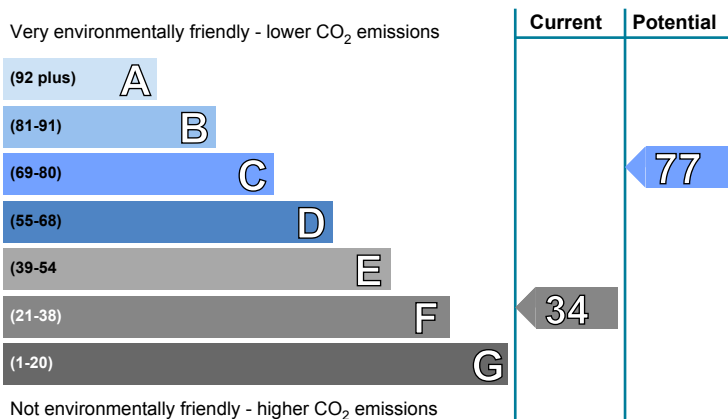 Current Potential
Very environmentally friendly - lower CO2 emissions
(92 plus) A
(81-91) B
(69-80) C
77
(55-68) D
(39-54 E
(21-38) F
34
(1-20) G
Not environmentally friendly - higher CO2 emissions